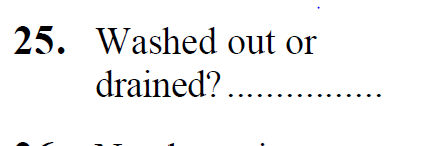 25. Washed out or
drained? ................